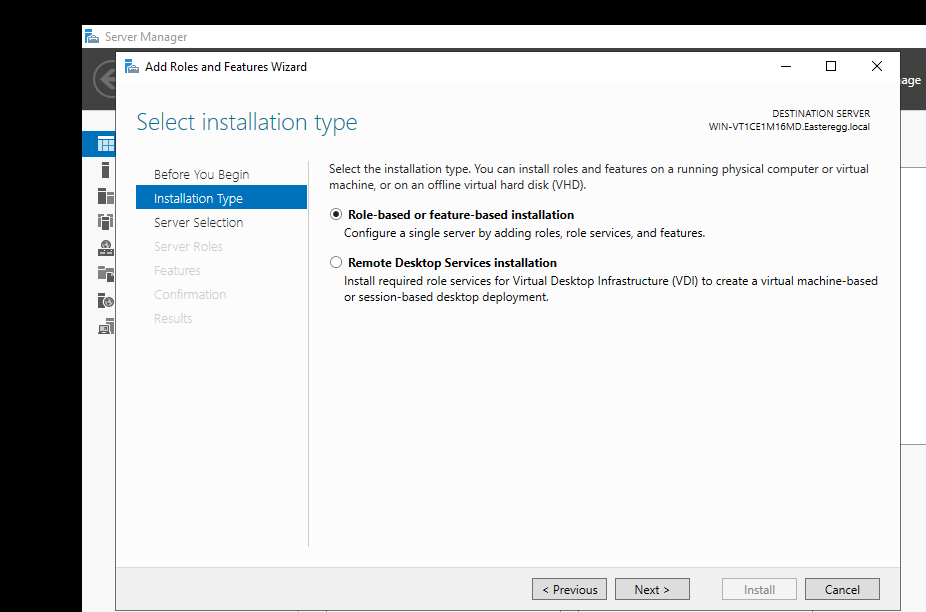 Server Manager
Add Roles and Features Wizard
age
Select installation type
DESTINATION SERVER
WIN-VT1CE1M16MD.Easteregg.local
Before You Begin
Installation Type
Server Selection
Server Roles
Features
Confirmation
Results
Select the installation type. You can install roles and features on a running physical computer or virtual
machine, or on an offline virtual hard disk (VHD).
Role-based or feature-based installation
Configure a single server by adding roles, role services, and features.
Remote Desktop Services installation
Install required role services for Virtual Desktop Infrastructure (VDI) to create a virtual machine-based
or session-based desktop deployment.
< Previous
Next >
Install
Cancel